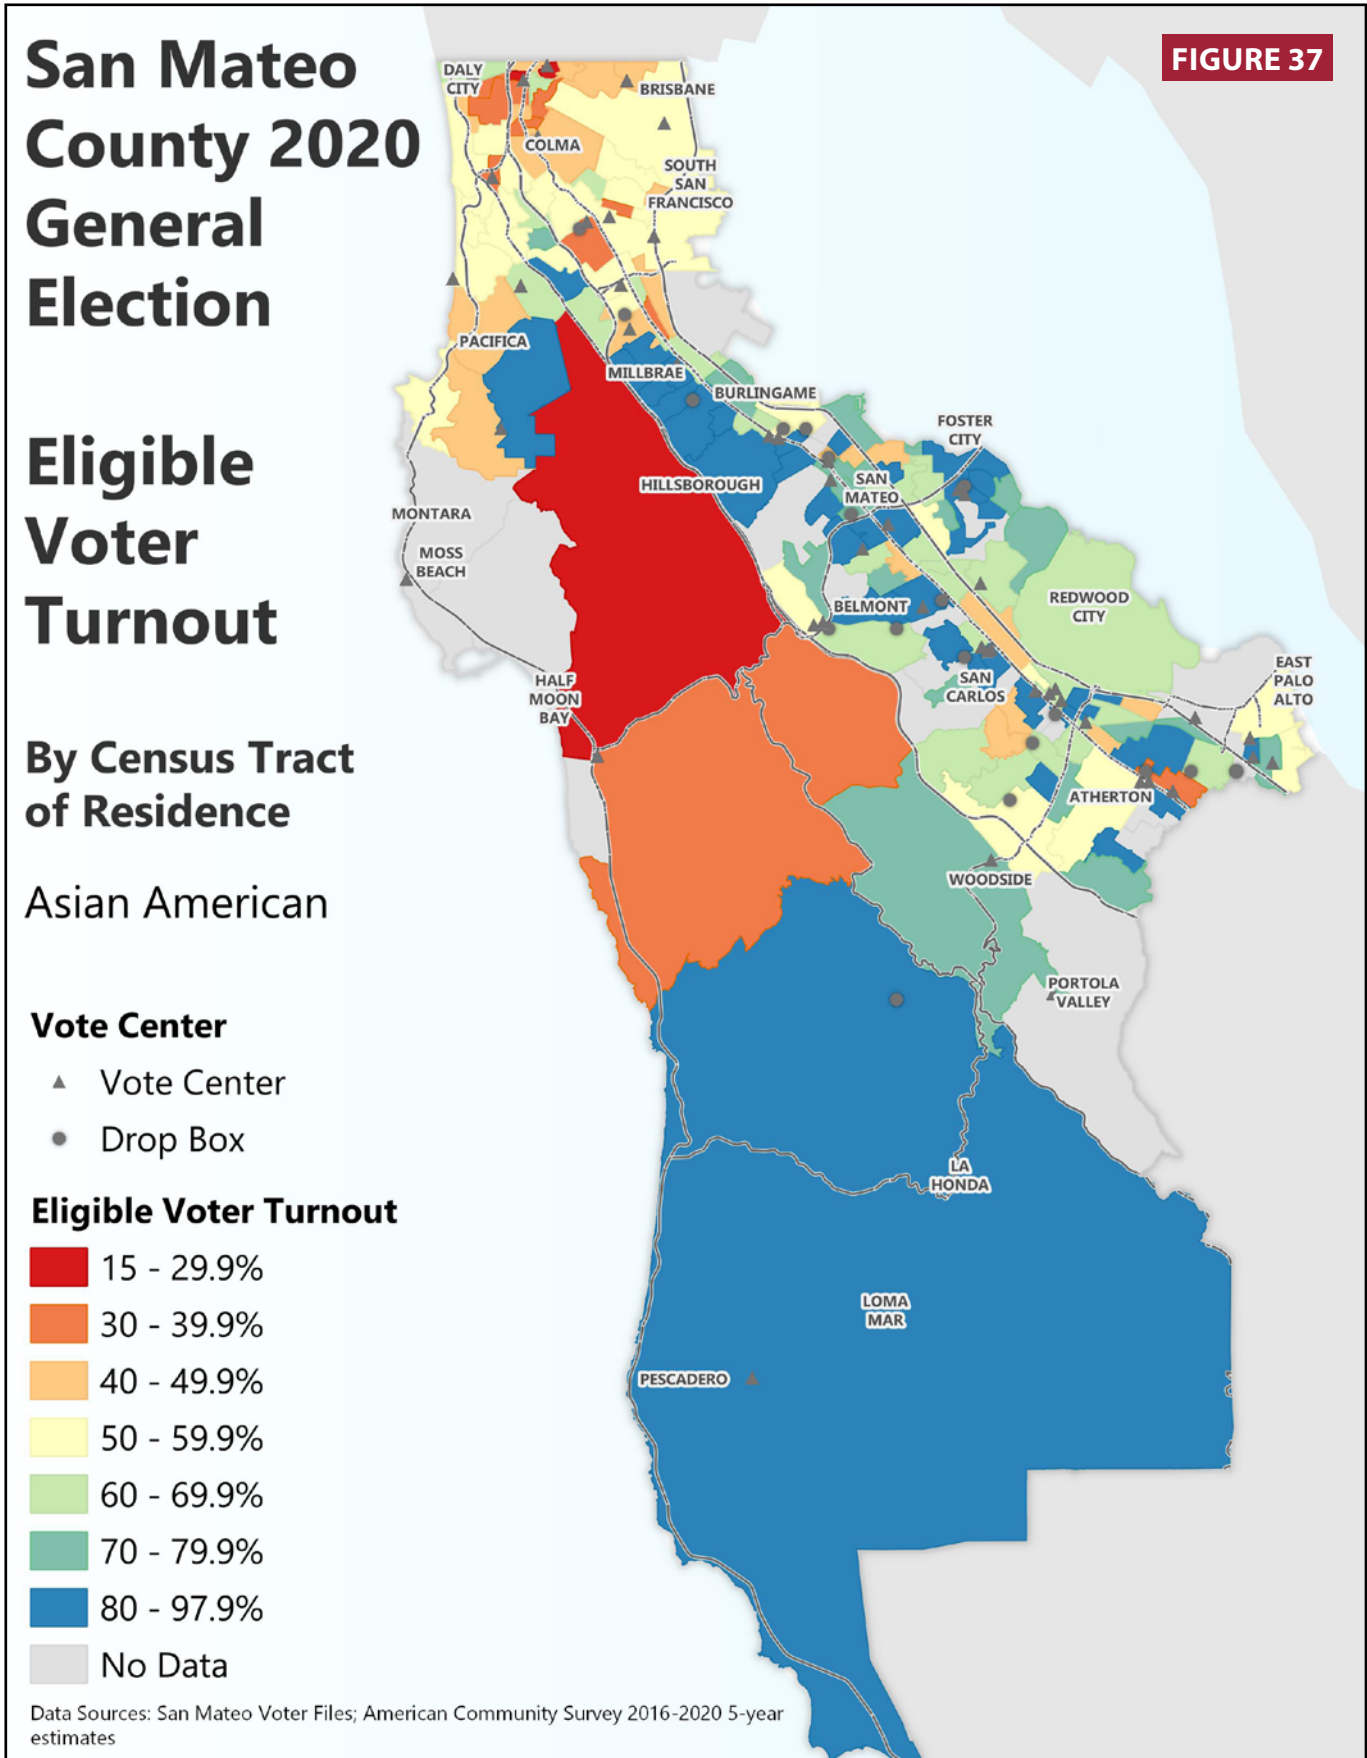 San Mateo
County 2020
General
Election
FIGURE 37
Eligible
Voter
Turnout
By Census Tract
of Residence
Asian American
Vote Center
Vote Center
Drop Box
Eligible Voter Turnout
15 - 29.9%
30 - 39.9%
40 - 49.9%
50 - 59.9%
60 - 69.9%
70 - 79.9%
80 - 97.9%
No Data
Data Sources: San Mateo Voter Files; American Community Survey 2016-2020 5-year
estimates
DALY
CITY
BRISBANE
COLMA
SOUTH
SAN
FRANCISCO
PACIFICA
MILLBRAE
BURLINGAME
FOSTER
CITY
HILLSBOROUGH
SAN
MATEO
MONTARA
MOSS
BEACH
BELMONT
REDWOOD
CITY
HALF
MOON
BAY
SAN
CARLOS
EAST
PALO
ALTO
ATHERTON
WOODSIDE
PORTOLA
VALLEY
LA
HONDA
LOMA
MAR
PESCADERO